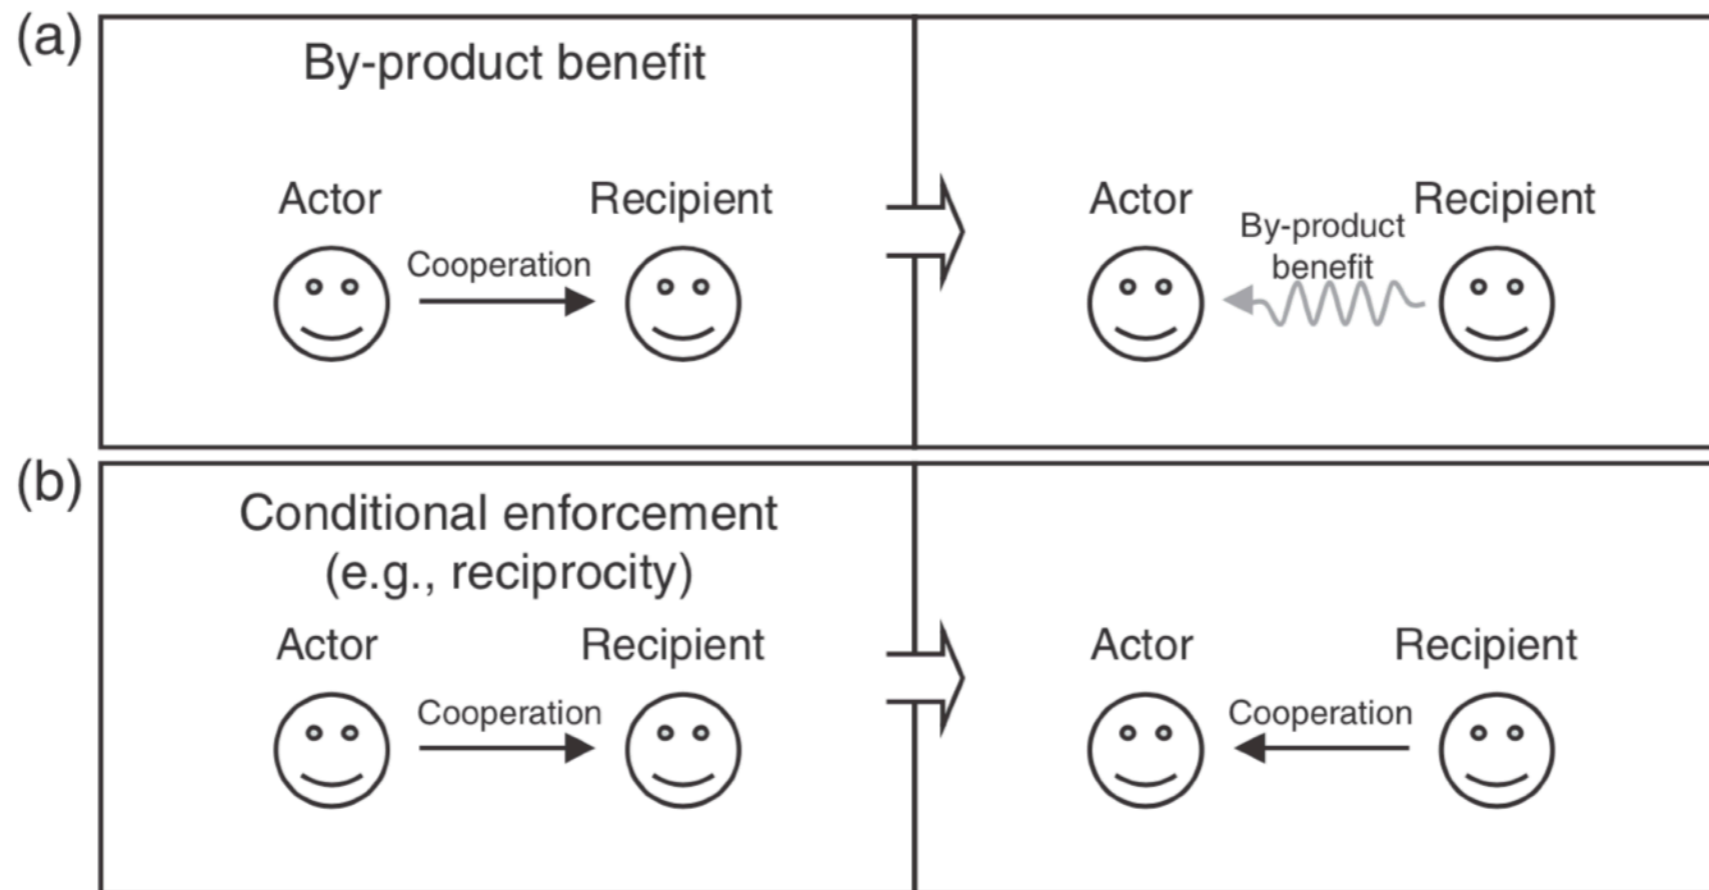 (a)
By-product benefit
Actor
Recipient
Cooperation
Actor
Recipient
By-product
benefit
(b)
Conditional enforcement
(e.g., reciprocity)
Actor
Recipient
Cooperation
Actor
Recipient
Cooperation